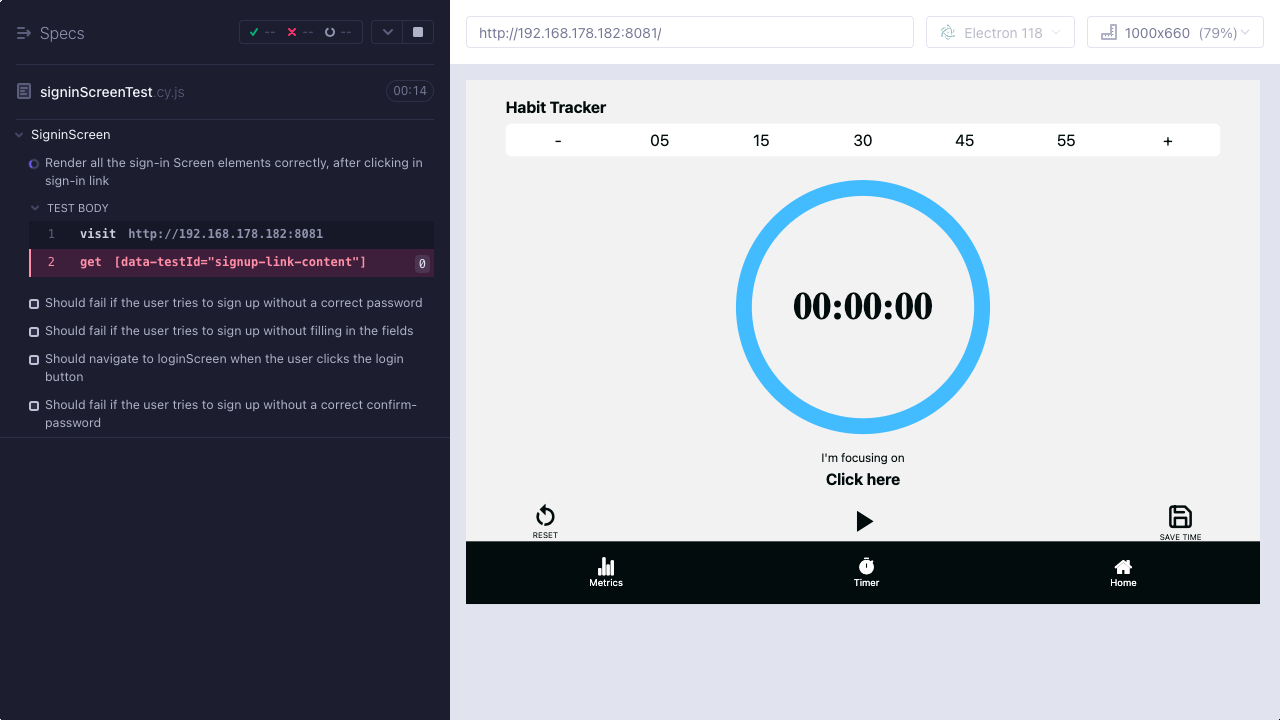 Specs
-- -- --
signinScreenTest.cy.js 00:14
SigninScreen
Render all the sign-in Screen elements correctly, after clicking in
sign-in link
TEST BODY
1 visit http://192.168.178.182:8081
2 get [data-testId="signup-link-content"] 0
Should fail if the user tries to sign up without a correct password
Should fail if the user tries to sign up without filling in the fields
Should navigate to loginScreen when the user clicks the login
button
Should fail if the user tries to sign up without a correct confirm-
password
http://192.168.178.182:8081/
Electron 118
1000x660 (79%)
Habit Tracker
- 05 15 30 45 55 +
00:00:00
I'm focusing on
Click here
RESET
SAVE TIME
Metrics
Timer
Home